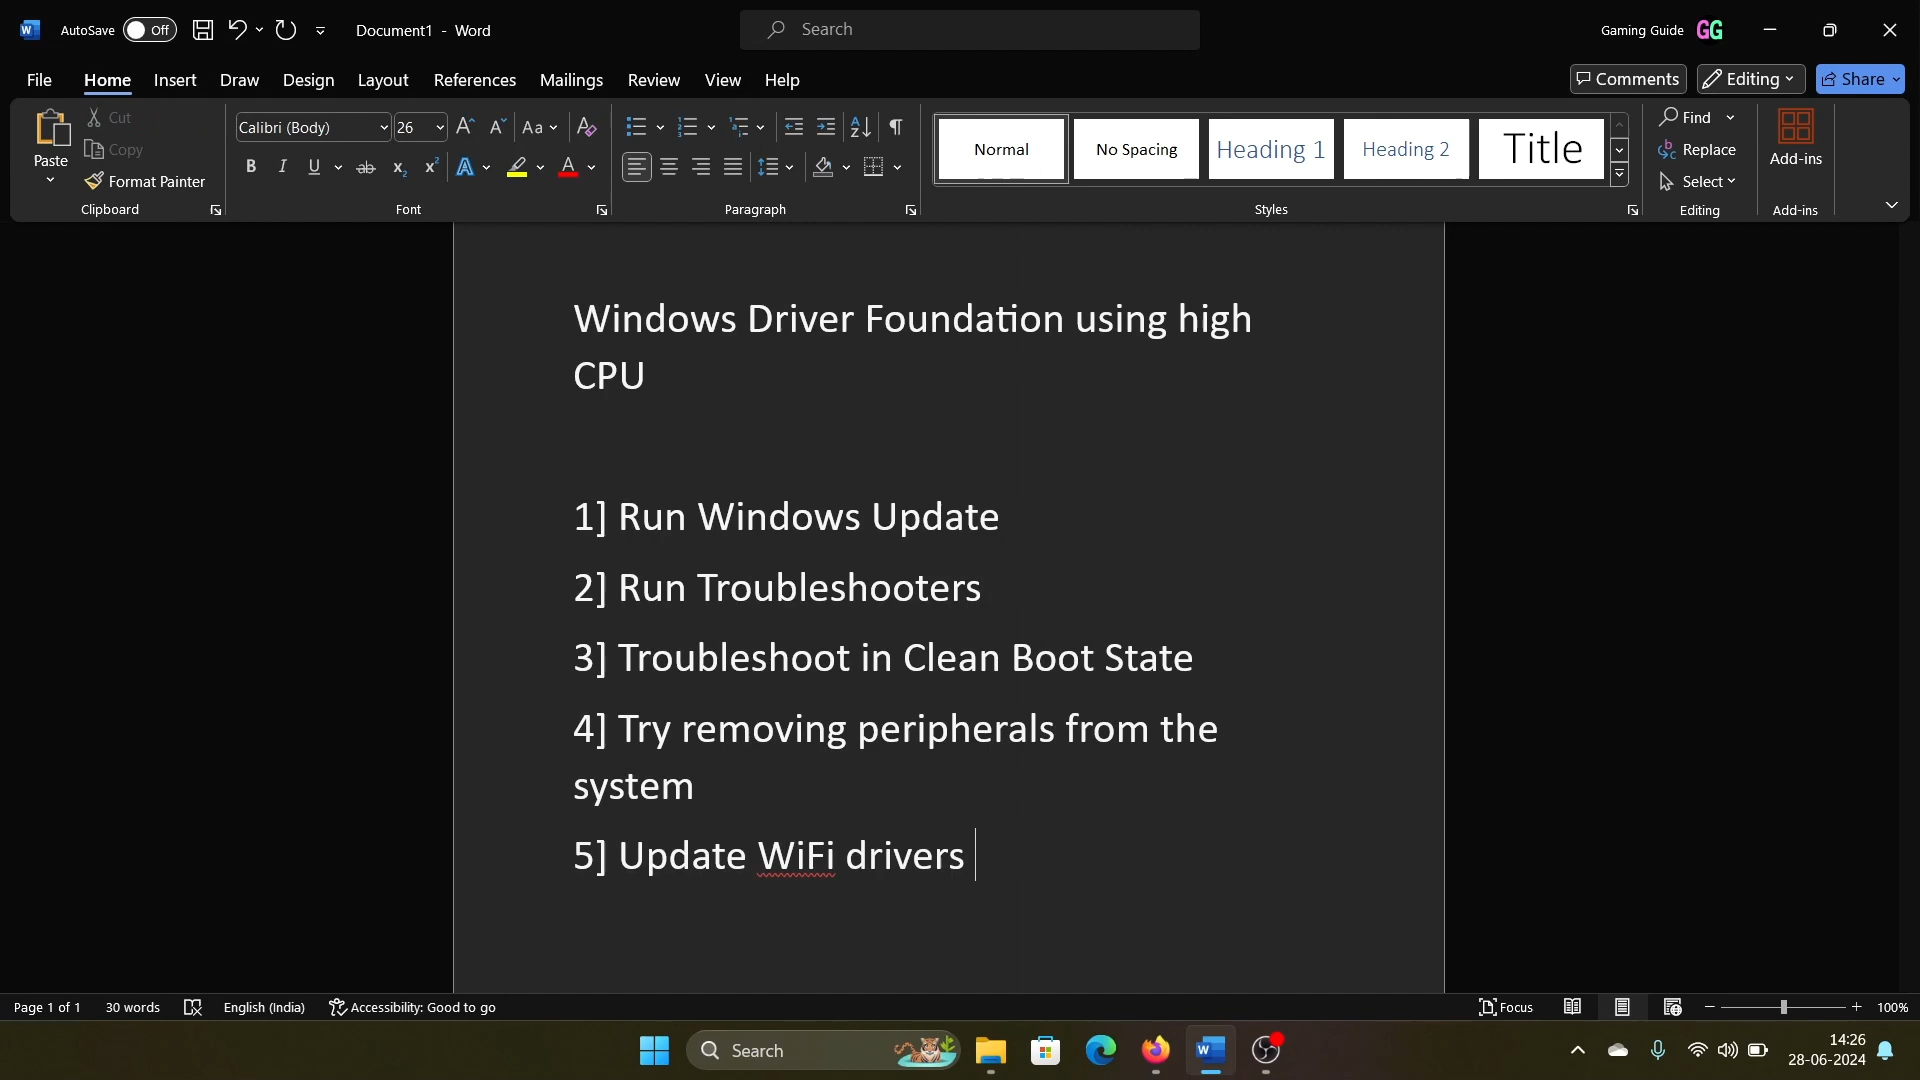 AutoSave Off Document1 - Word Search Gaming Guide GG
File Home Insert Draw Design Layout References Mailings Review View Help Comments Editing Share
Paste Cut Copy Format Painter Clipboard
Calibri (Body) 26 Aa B I U ab x2 x2 A A Font
Paragraph
Normal No Spacing Heading 1 Heading 2 Title Styles
Find Replace Select Editing
Add-ins Add-ins
Windows Driver Foundation using high
CPU
1] Run Windows Update
2] Run Troubleshooters
3] Troubleshoot in Clean Boot State
4] Try removing peripherals from the
system
5] Update WiFi drivers
Page 1 of 1 30 words English (India) Accessibility: Good to go Focus 100%
Search 14:26
28-06-2024